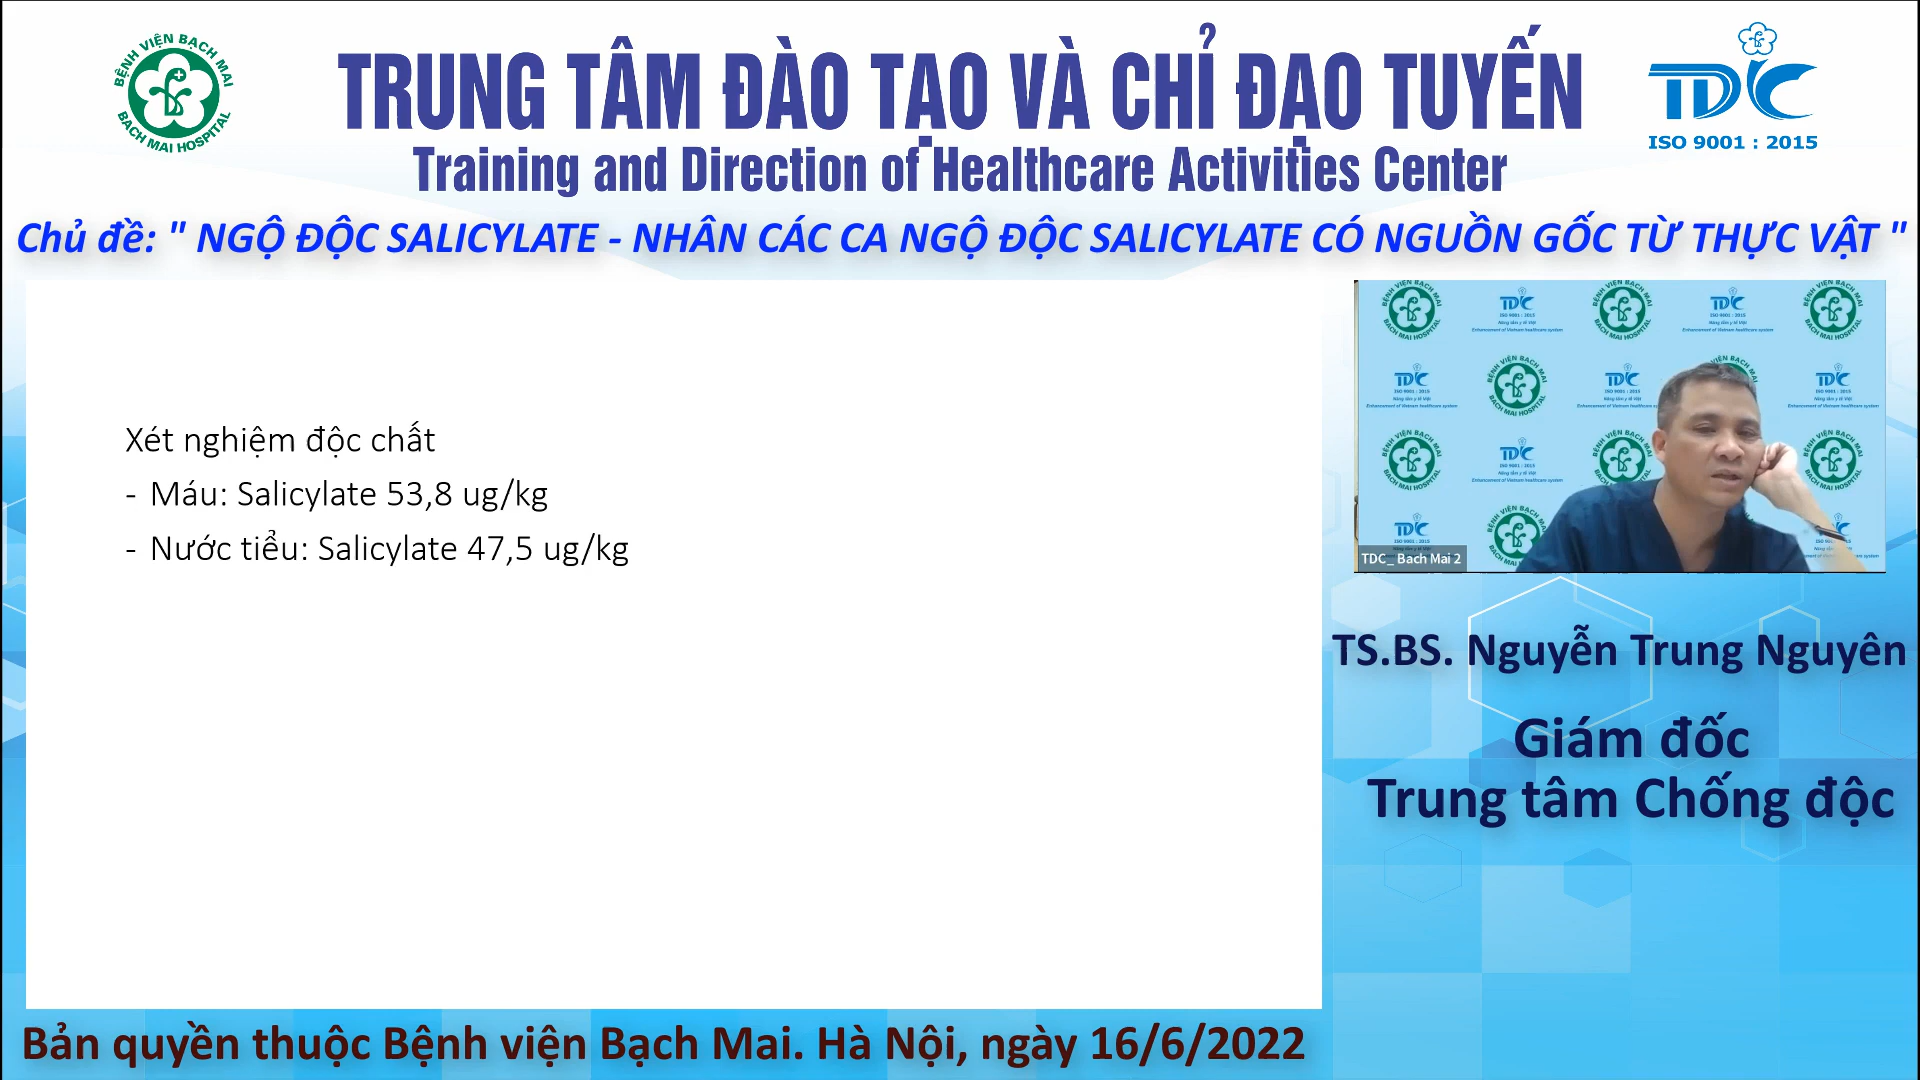 BỆNH VIỆN BẠCH MAI
BACH MAI HOSPITAL
TRUNG TÂM ĐÀO TẠO VÀ CHỈ ĐẠO TUYẾN
Training and Direction of Healthcare Activities Center
TDC
ISO 9001 : 2015
Chủ đề: " NGỘ ĐỘC SALICYLATE - NHÂN CÁC CA NGỘ ĐỘC SALICYLATE CÓ NGUỒN GỐC TỪ THỰC VẬT "
Xét nghiệm độc chất
- Máu: Salicylate 53,8 ug/kg
- Nước tiểu: Salicylate 47,5 ug/kg
TDC_ Bach Mai 2
TS.BS. Nguyễn Trung Nguyên
Giám đốc
Trung tâm Chống độc
Bản quyền thuộc Bệnh viện Bạch Mai. Hà Nội, ngày 16/6/2022